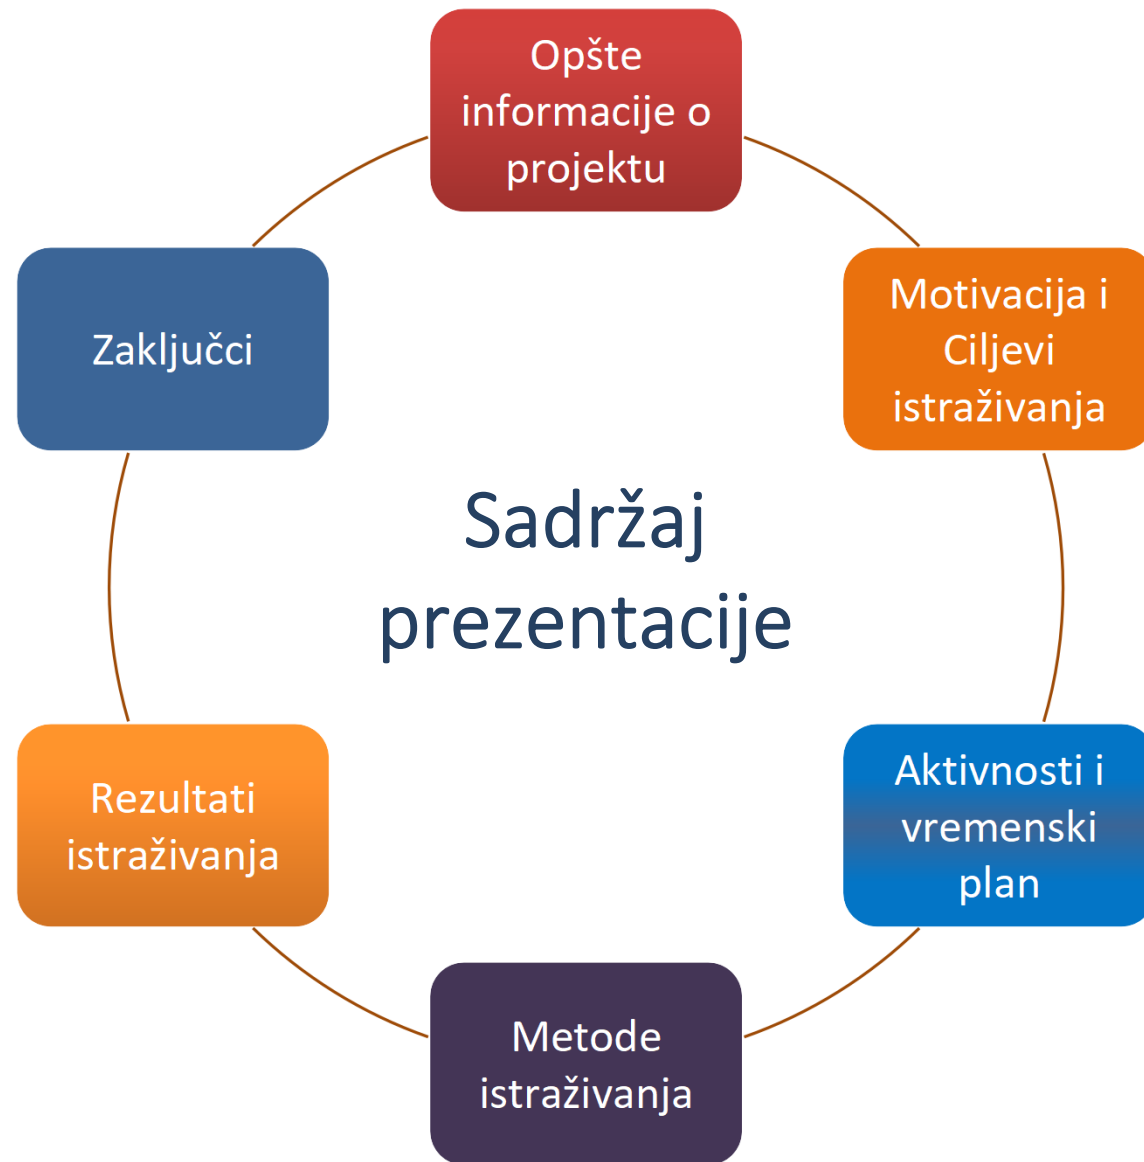 Opšte
informacije o
projektu
Motivacija i
Ciljevi
istraživanja
Aktivnosti i
vremenski
plan
Metode
istraživanja
Rezultati
istraživanja
Zaključci
Sadržaj
prezentacije